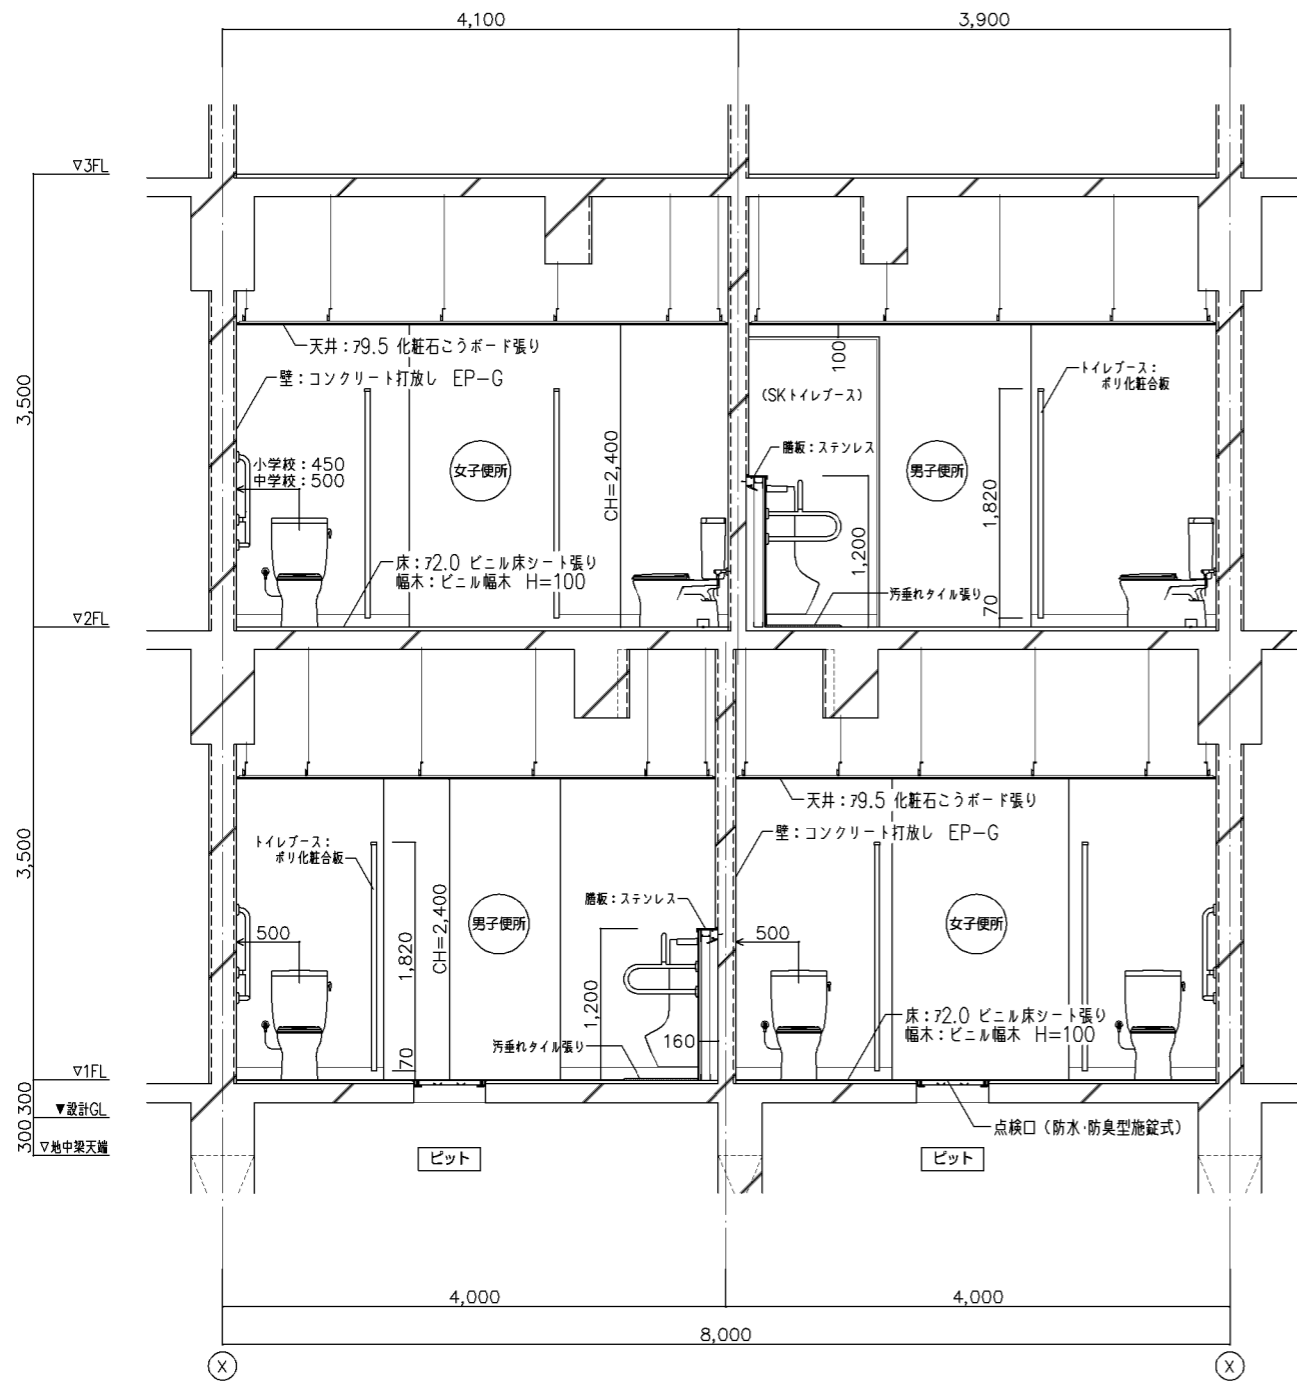 4,100
3,900
▽3FL
3,500
天井：ｱ9.5 化粧石こうボード張り
壁：コンクリート打放し EP-G
小学校：450
中学校：500
女子便所
CH=2,400
床：ｱ2.0 ビニル床シート張り
幅木：ビニル幅木 H=100
100
(SKトイレブース)
トイレブース：
ポリ化粧合板
膳板：ステンレス
男子便所
1,820
1,200
汚垂れタイル張り
70
▽2FL
3,500
天井：ｱ9.5 化粧石こうボード張り
壁：コンクリート打放し EP-G
トイレブース：
ポリ化粧合板
500
1,820
CH=2,400
男子便所
膳板：ステンレス
500
女子便所
1,200
160
汚垂れタイル張り
70
床：ｱ2.0 ビニル床シート張り
幅木：ビニル幅木 H=100
▽1FL
300
▼設計GL
300
▽地中梁天端
点検口（防水・防臭型施錠式）
ピット
ピット
4,000
4,000
8,000
X
X